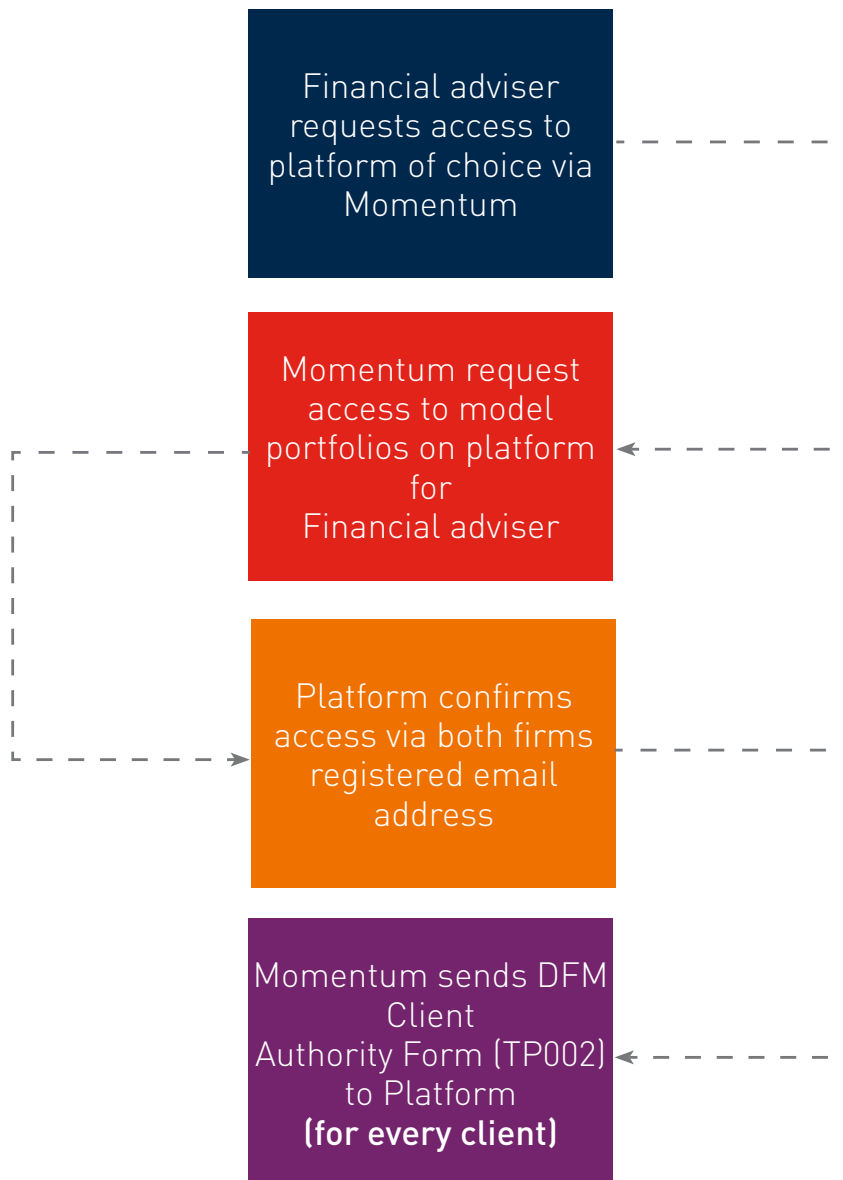 Financial adviser
requests access to
platform of choice via
Momentum
Momentum request
access to model
portfolios on platform
for
Financial adviser
Platform confirms
access via both firms
registered email
address
Momentum sends DFM
Client
Authority Form (TP002)
to Platform
(for every client)